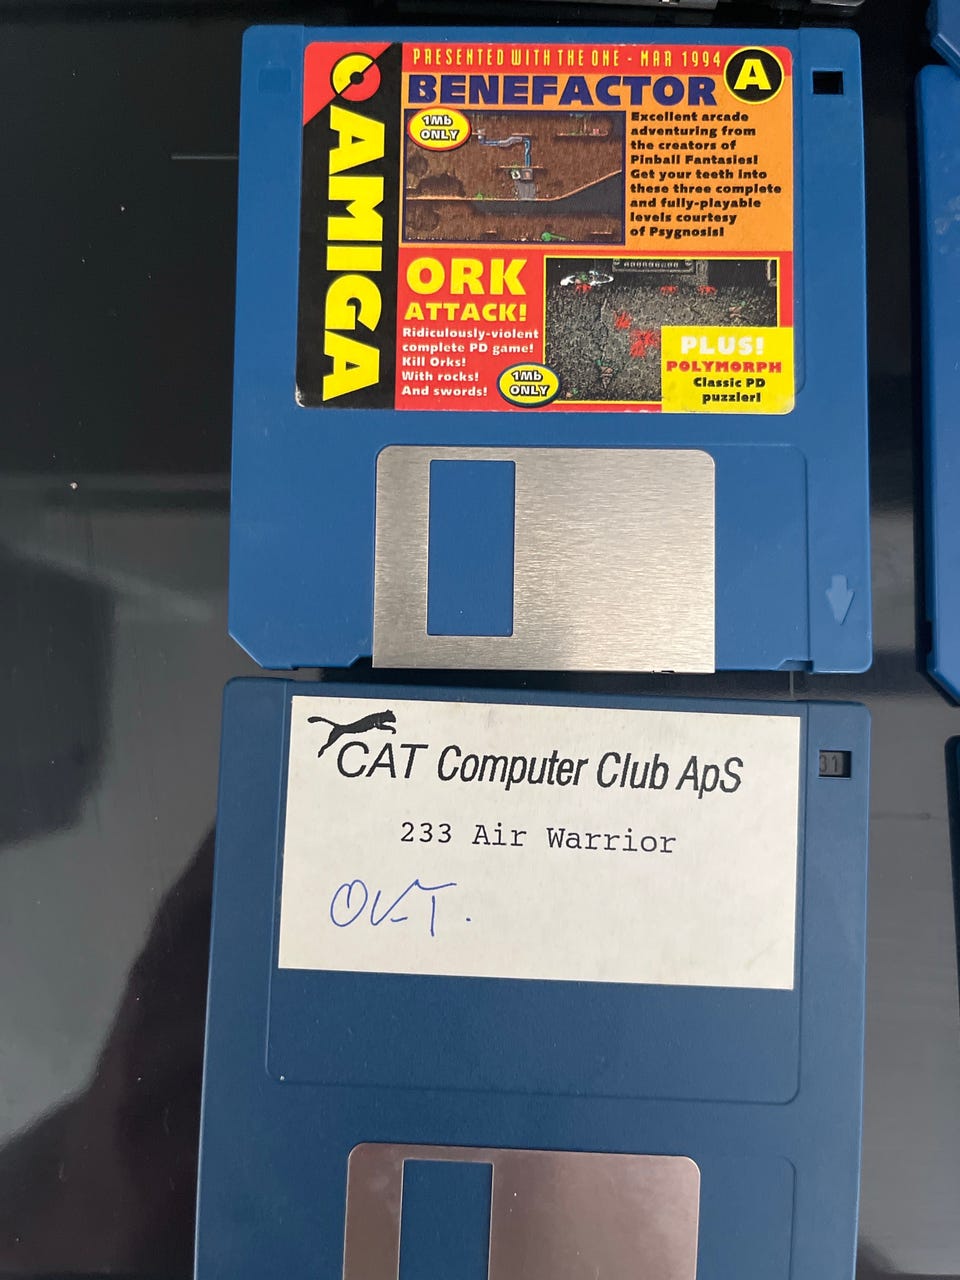 PRESENTED WITH THE ONE - MAR 1994
A
AMIGA
BENEFACTOR
1Mb
ONLY
Excellent arcade
adventuring from
the creators of
Pinball Fantasies!
Get your teeth into
these three complete
and fully-playable
levels courtesy
of Psygnosis!
ORK
ATTACK!
Ridiculously-violent
complete PD game!
Kill Orks!
With rocks!
And swords!
1Mb
ONLY
PLUS!
POLYMORPH
Classic PD
puzzler!
CAT Computer Club ApS
233 Air Warrior
31